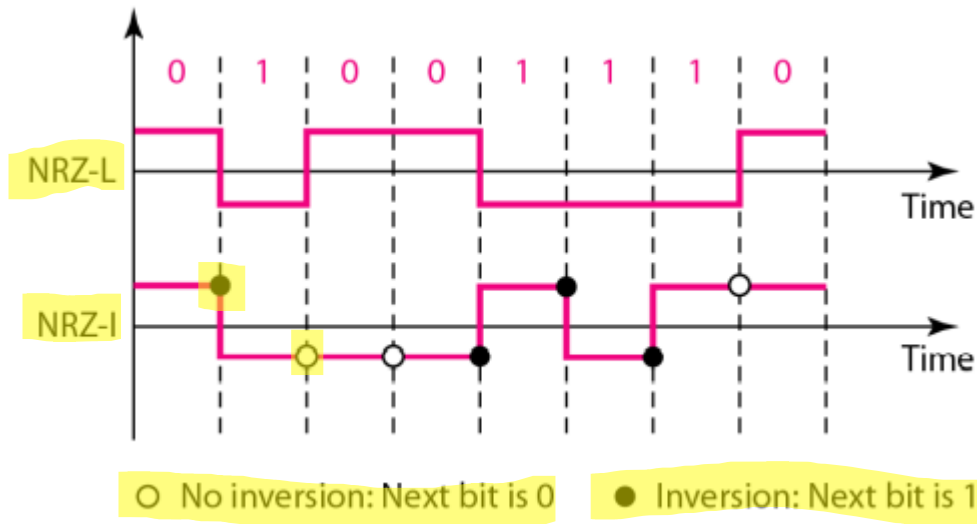 0 1 0 0 1 1 1 0
NRZ-L
Time
NRZ-I
Time
No inversion: Next bit is 0
Inversion: Next bit is 1